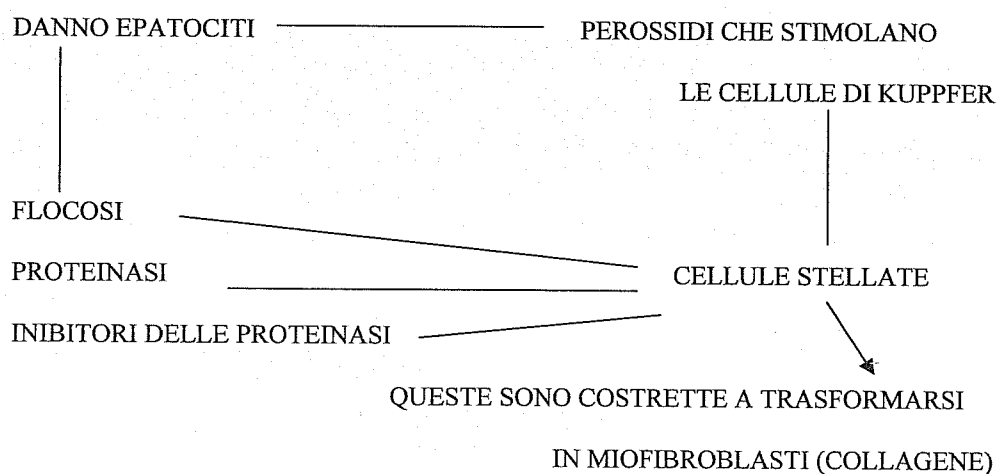 DANNO EPATOCITI
PEROSSIDI CHE STIMOLANO
LE CELLULE DI KUPPFER
FLOCOSI
PROTEINASI
CELLULE STELLATE
INIBITORI DELLE PROTEINASI
QUESTE SONO COSTRETTE A TRASFORMARSI
IN MIOFIBROBLASTI (COLLAGENE)